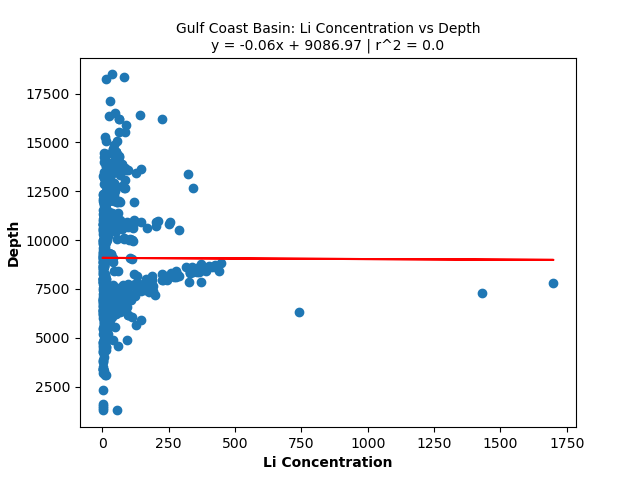 Gulf Coast Basin: Li Concentration vs Depth
y = -0.06x + 9086.97 | r^2 = 0.0
17500
15000
12500
10000
7500
5000
2500
Depth
0 250 500 750 1000 1250 1500 1750
Li Concentration